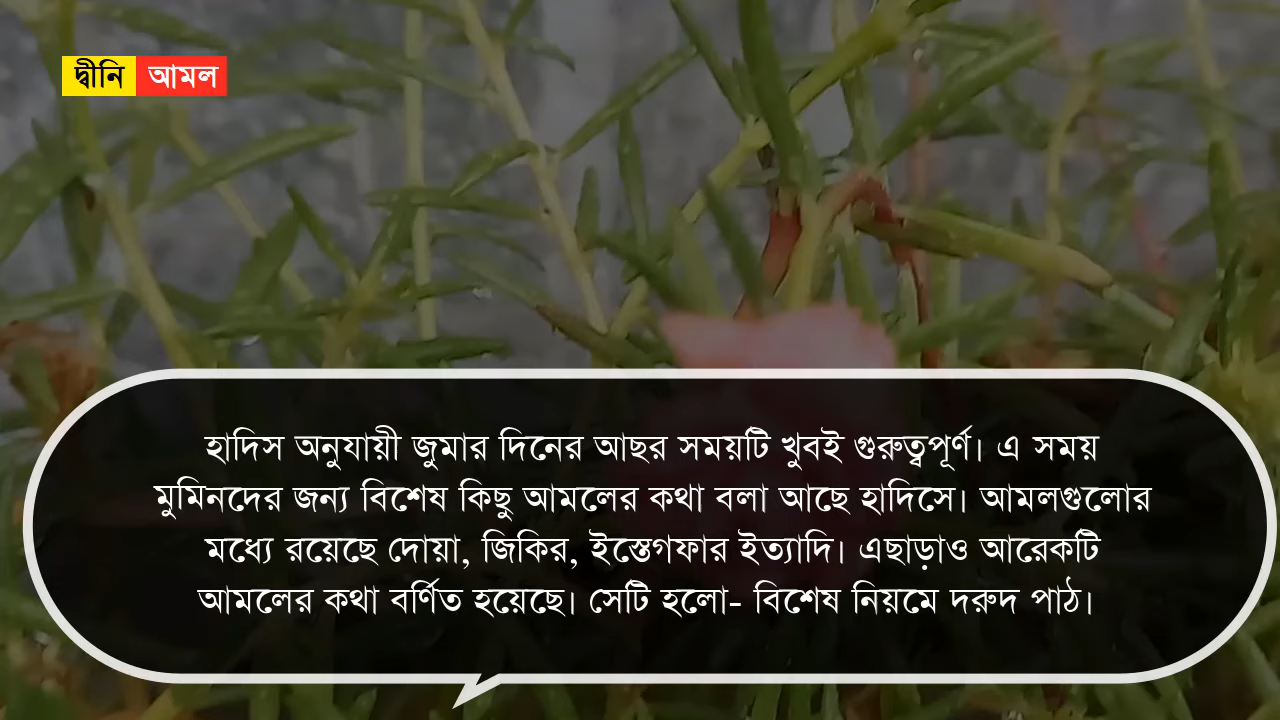 দ্বীনি আমল
হাদিস অনুযায়ী জুমার দিনের আছর সময়টি খুবই গুরুত্বপূর্ণ। এ সময়
মুমিনদের জন্য বিশেষ কিছু আমলের কথা বলা আছে হাদিসে। আমলগুলোর
মধ্যে রয়েছে দোয়া, জিকির, ইস্তেগফার ইত্যাদি। এছাড়াও আরেকটি
আমলের কথা বর্ণিত হয়েছে। সেটি হলো- বিশেষ নিয়মে দরুদ পাঠ।